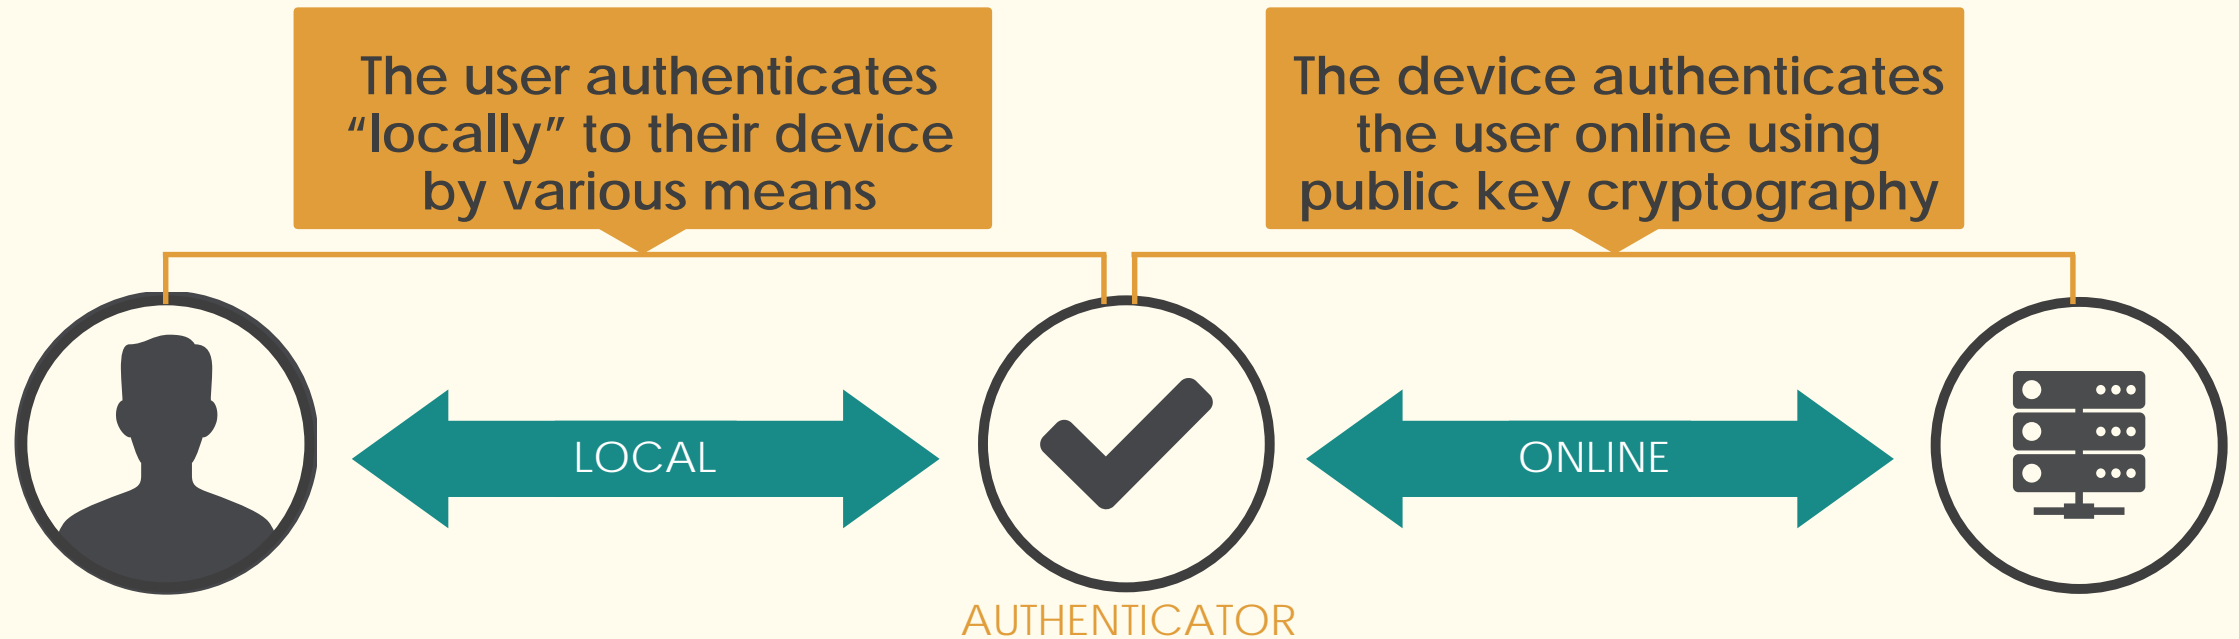 The user authenticates
“locally” to their device
by various means
The device authenticates
the user online using
public key cryptography
LOCAL
ONLINE
AUTHENTICATOR